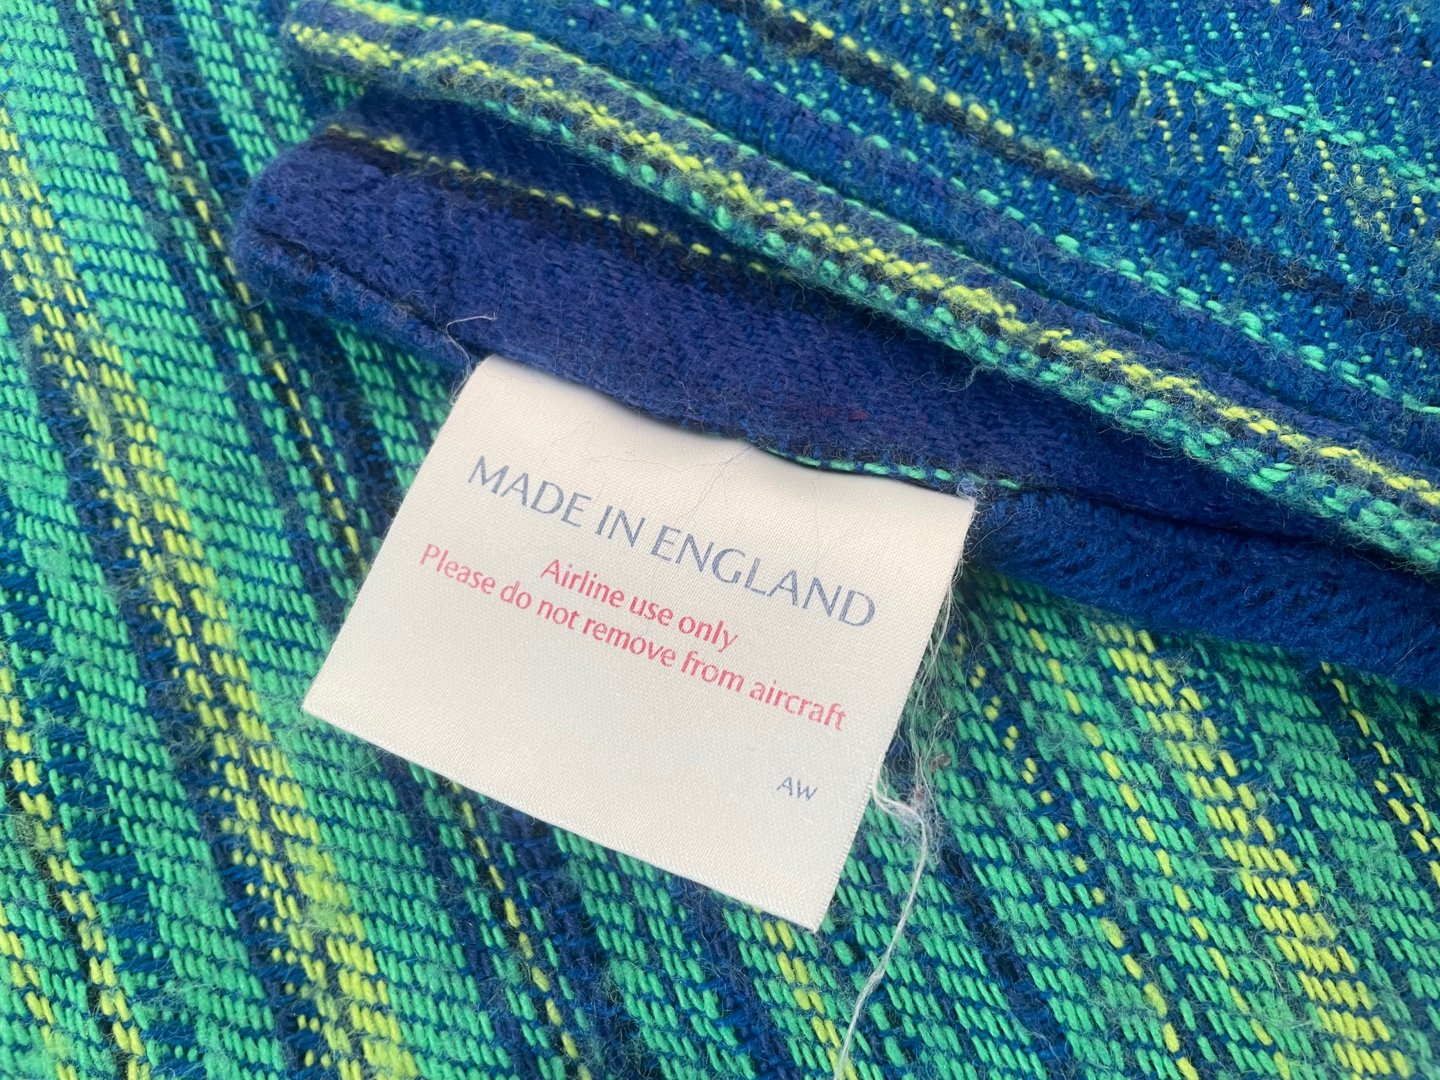 MADE IN ENGLAND
Airline use only
Please do not remove from aircraft
AW